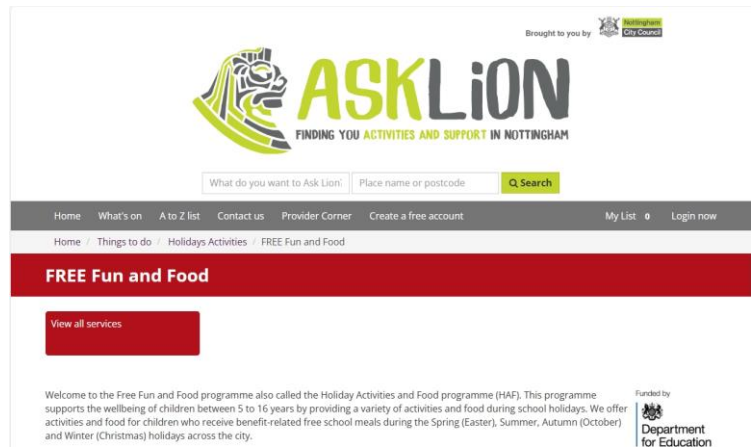 Brought to you by
Nottingham
City Council
ASKLiON
FINDING YOU ACTIVITIES AND SUPPORT IN NOTTINGHAM
What do you want to Ask Lion?
Place name or postcode
Search
Home What's on A to Z list Contact us Provider Corner Create a free account My List 0 Login now
Home / Things to do / Holidays Activities / FREE Fun and Food
FREE Fun and Food
View all services
Welcome to the Free Fun and Food programme also called the Holiday Activities and Food programme (HAF). This programme
supports the wellbeing of children between 5 to 16 years by providing a variety of activities and food during school holidays. We offer
activities and food for children who receive benefit-related free school meals during the Spring (Easter), Summer, Autumn (October)
and Winter (Christmas) holidays across the city.
Funded by
Department
for Education